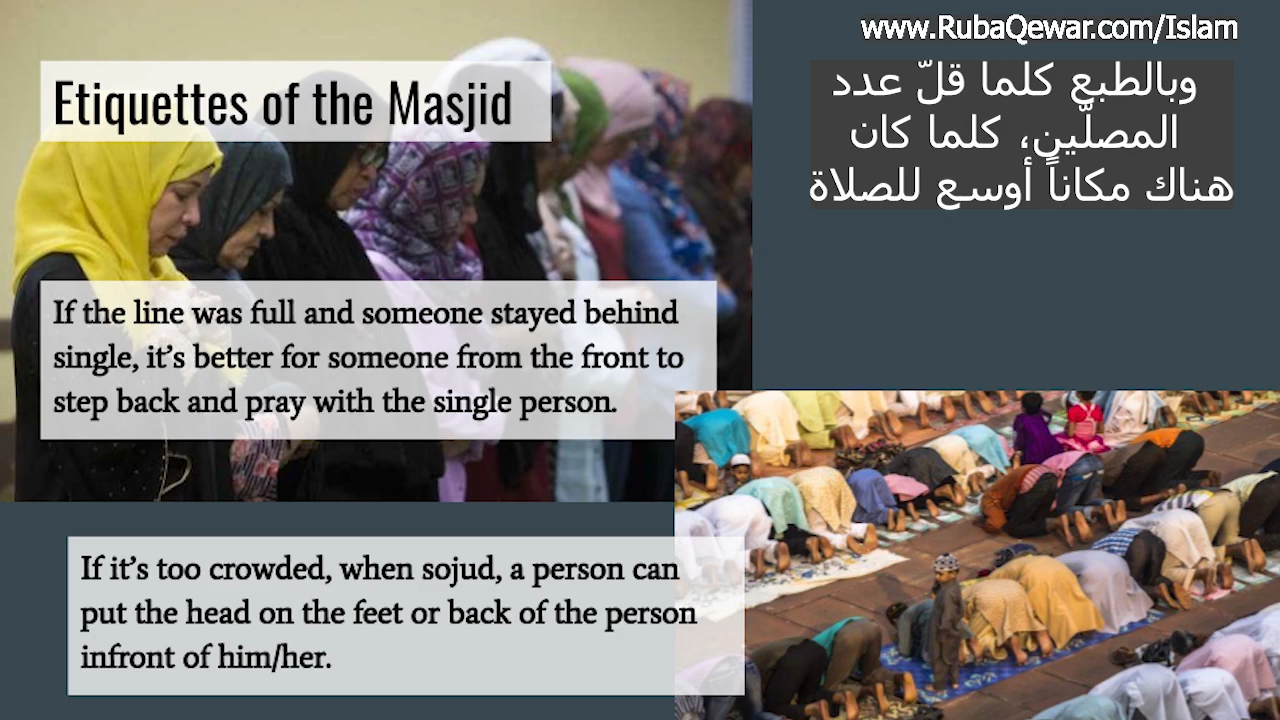 www.RubaQewar.com/Islam
وبالطبع كلما قلّ عدد
المصلّين، كلما كان
هناك مكاناً أوسع للصلاة
Etiquettes of the Masjid
If the line was full and someone stayed behind
single, it’s better for someone from the front to
step back and pray with the single person.
If it’s too crowded, when sojud, a person can
put the head on the feet or back of the person
infront of him/her.